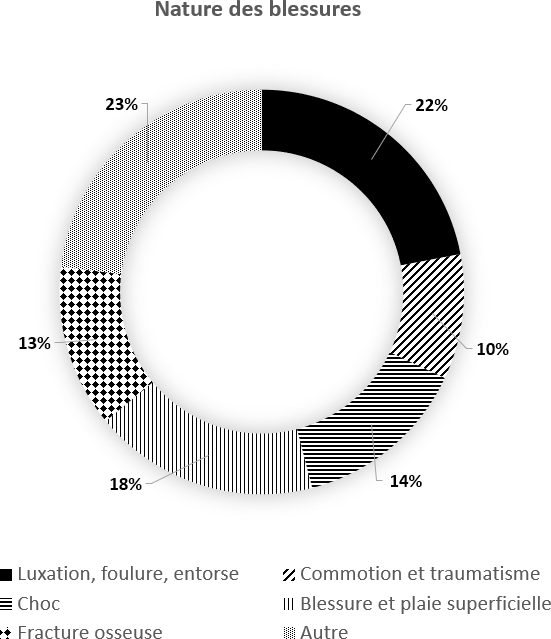 Nature des blessures
23%
22%
13%
10%
18%
14%
Luxation, foulure, entorse
Commotion et traumatisme
Choc
Blessure et plaie superficielle
Fracture osseuse
Autre